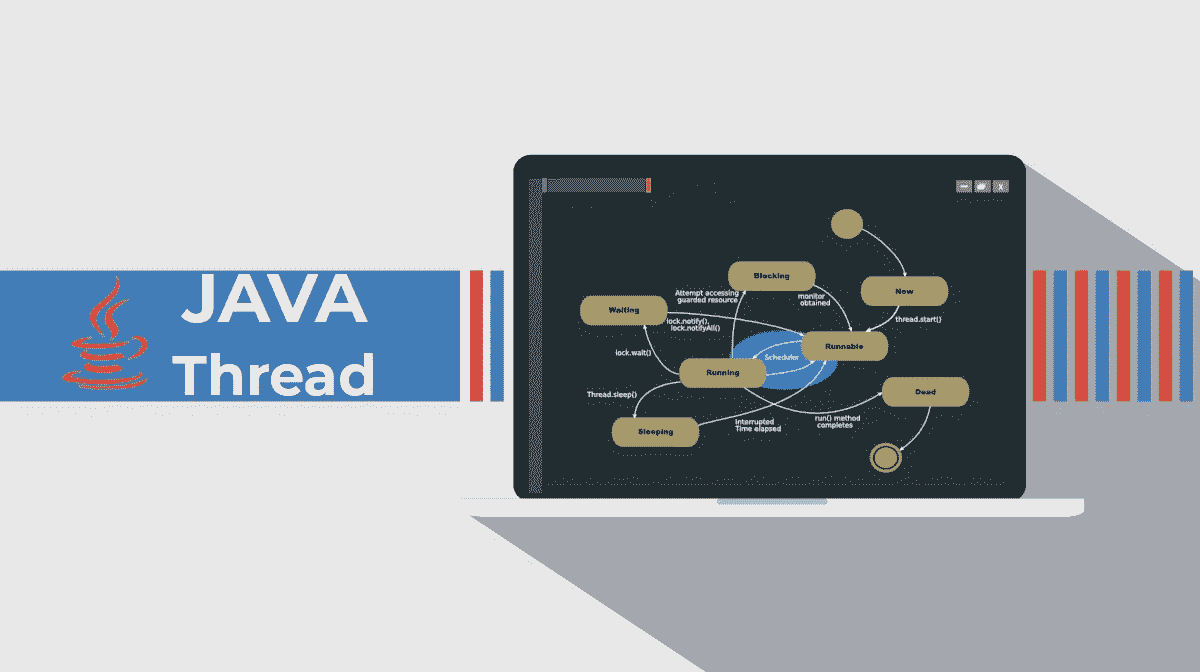 JAVA
Thread
Blocking
New
Attempt accessing
guarded resource
monitor
obtained
Waiting
lock.notify(),
lock.notifyAll()
thread.start()
Runnable
lock.wait()
Scheduler
Running
Thread.sleep()
Dead
Sleeping
Interrupted
Time elapsed
run() method
completes
X